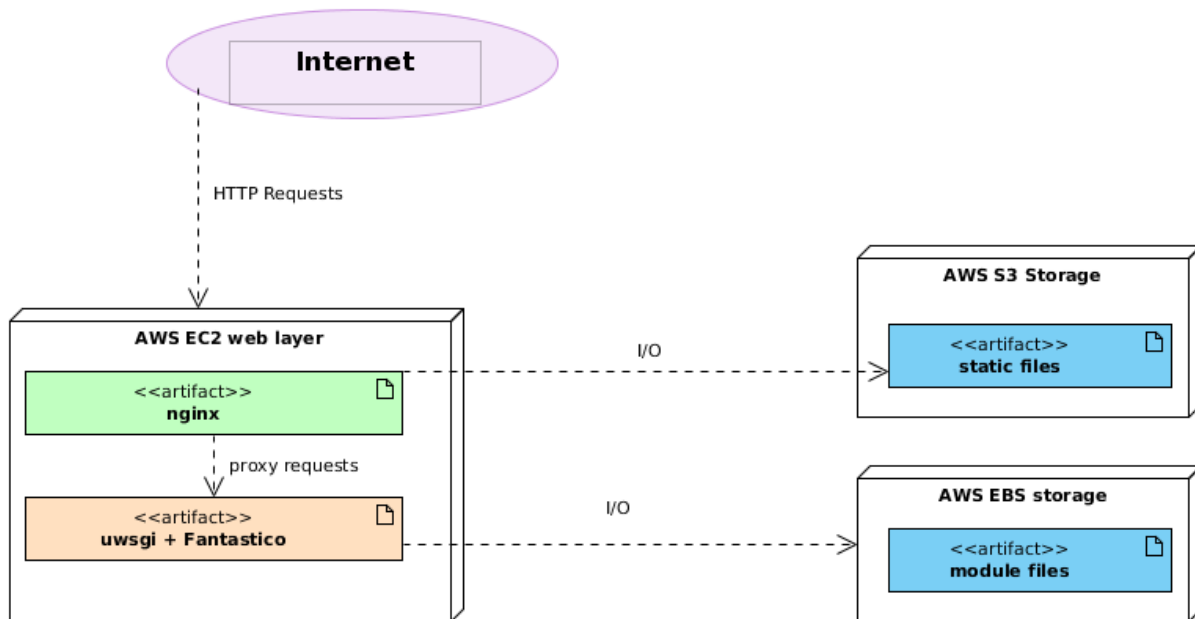 Internet
HTTP Requests
AWS S3 Storage
AWS EC2 web layer
<<artifact>>
static files
I/O
<<artifact>>
nginx
proxy requests
AWS EBS storage
I/O
<<artifact>>
uwsgi + Fantastico
<<artifact>>
module files